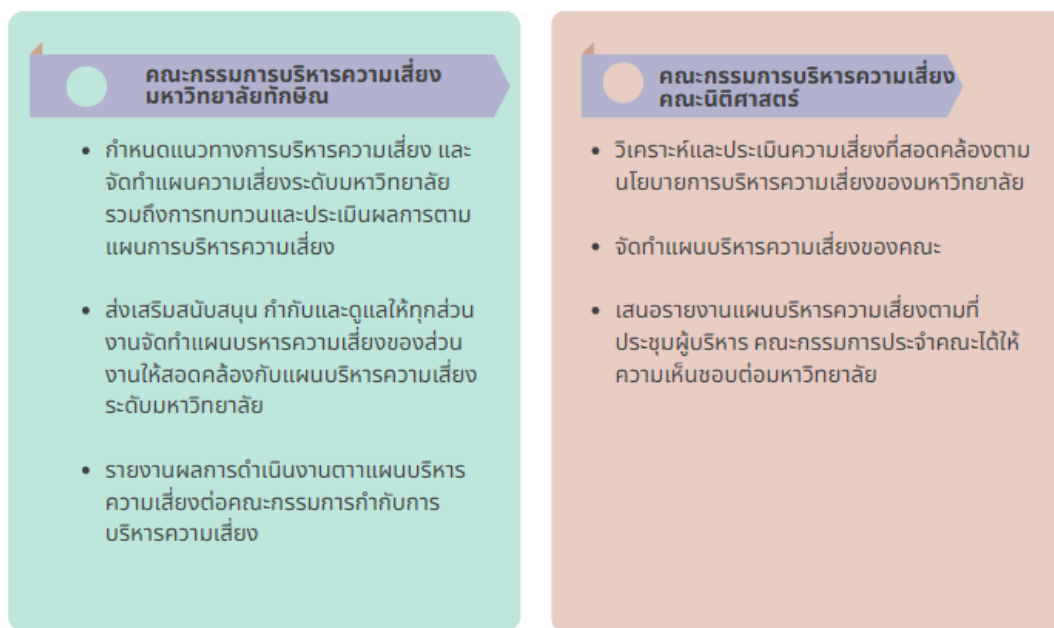 คณะกรรมการบริหารความเสี่ยง
มหาวิทยาลัยทักษิณ
กำหนดแนวทางการบริหารความเสี่ยง และ
จัดทำแผนความเสี่ยงระดับมหาวิทยาลัย
รวมถึงการทบทวนและประเมินผลการตาม
แผนการบริหารความเสี่ยง
ส่งเสริมสนับสนุน กำกับและดูแลให้ทุกส่วน
งานจัดทำแผนบรหารความเสี่ยงของส่วน
งานให้สอดคล้องกับแผนบริหารความเสี่ยง
ระดับมหาวิทยาลัย
รายงานผลการดำเนินงานตาาแผนบริหาร
ความเสี่ยงต่อคณะกรรมการกำกับการ
บริหารความเสี่ยง
คณะกรรมการบริหารความเสี่ยง
คณะนิติศาสตร์
วิเคราะห์และประเมินความเสี่ยงที่สอดคล้องตาม
นโยบายการบริหารความเสี่ยงของมหาวิทยาลัย
จัดทำแผนบริหารความเสี่ยงของคณะ
เสนอรายงานแผนบริหารความเสี่ยงตามที่
ประชุมผู้บริหาร คณะกรรมการประจำคณะได้ให้
ความเห็นชอบต่อมหาวิทยาลัย